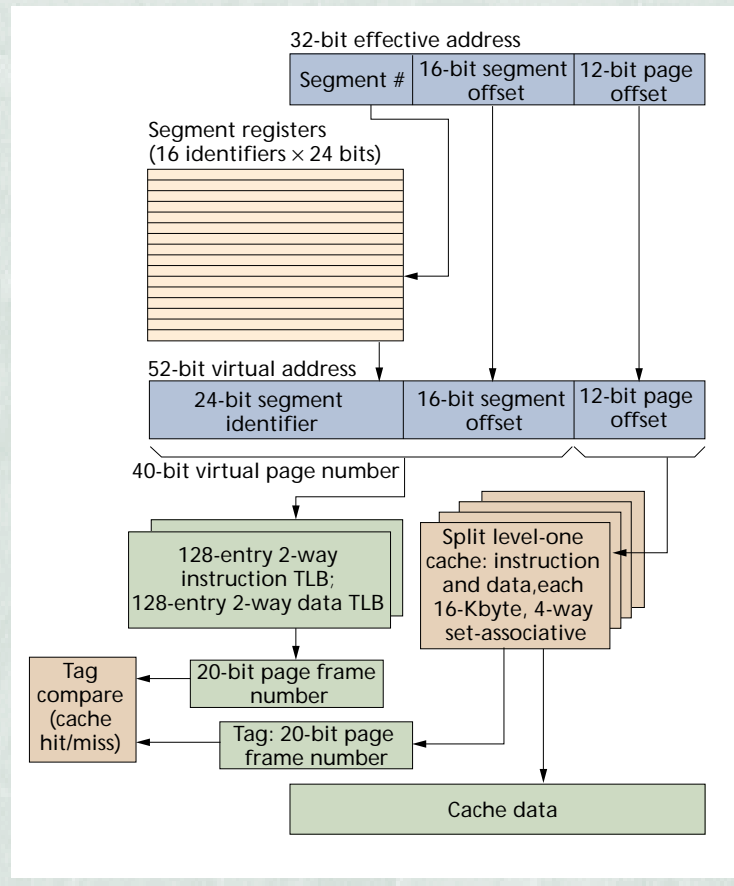 32-bit effective address
Segment #
16-bit segment
offset
12-bit page
offset
Segment registers
(16 identifiers × 24 bits)
52-bit virtual address
24-bit segment
identifier
16-bit segment
offset
12-bit page
offset
40-bit virtual page number
128-entry 2-way
instruction TLB;
128-entry 2-way data TLB
Split level-one
cache: instruction
and data,each
16-Kbyte, 4-way
set-associative
Tag
compare
(cache
hit/miss)
20-bit page frame
number
Tag: 20-bit page
frame number
Cache data